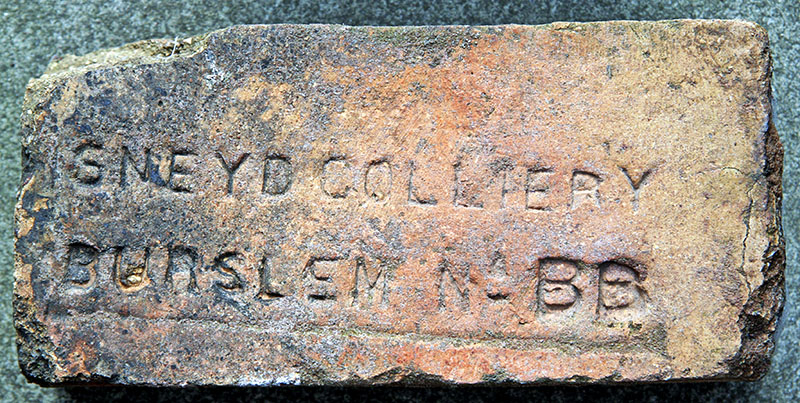 SNEYD COLLIERY
BURSLEM No BB